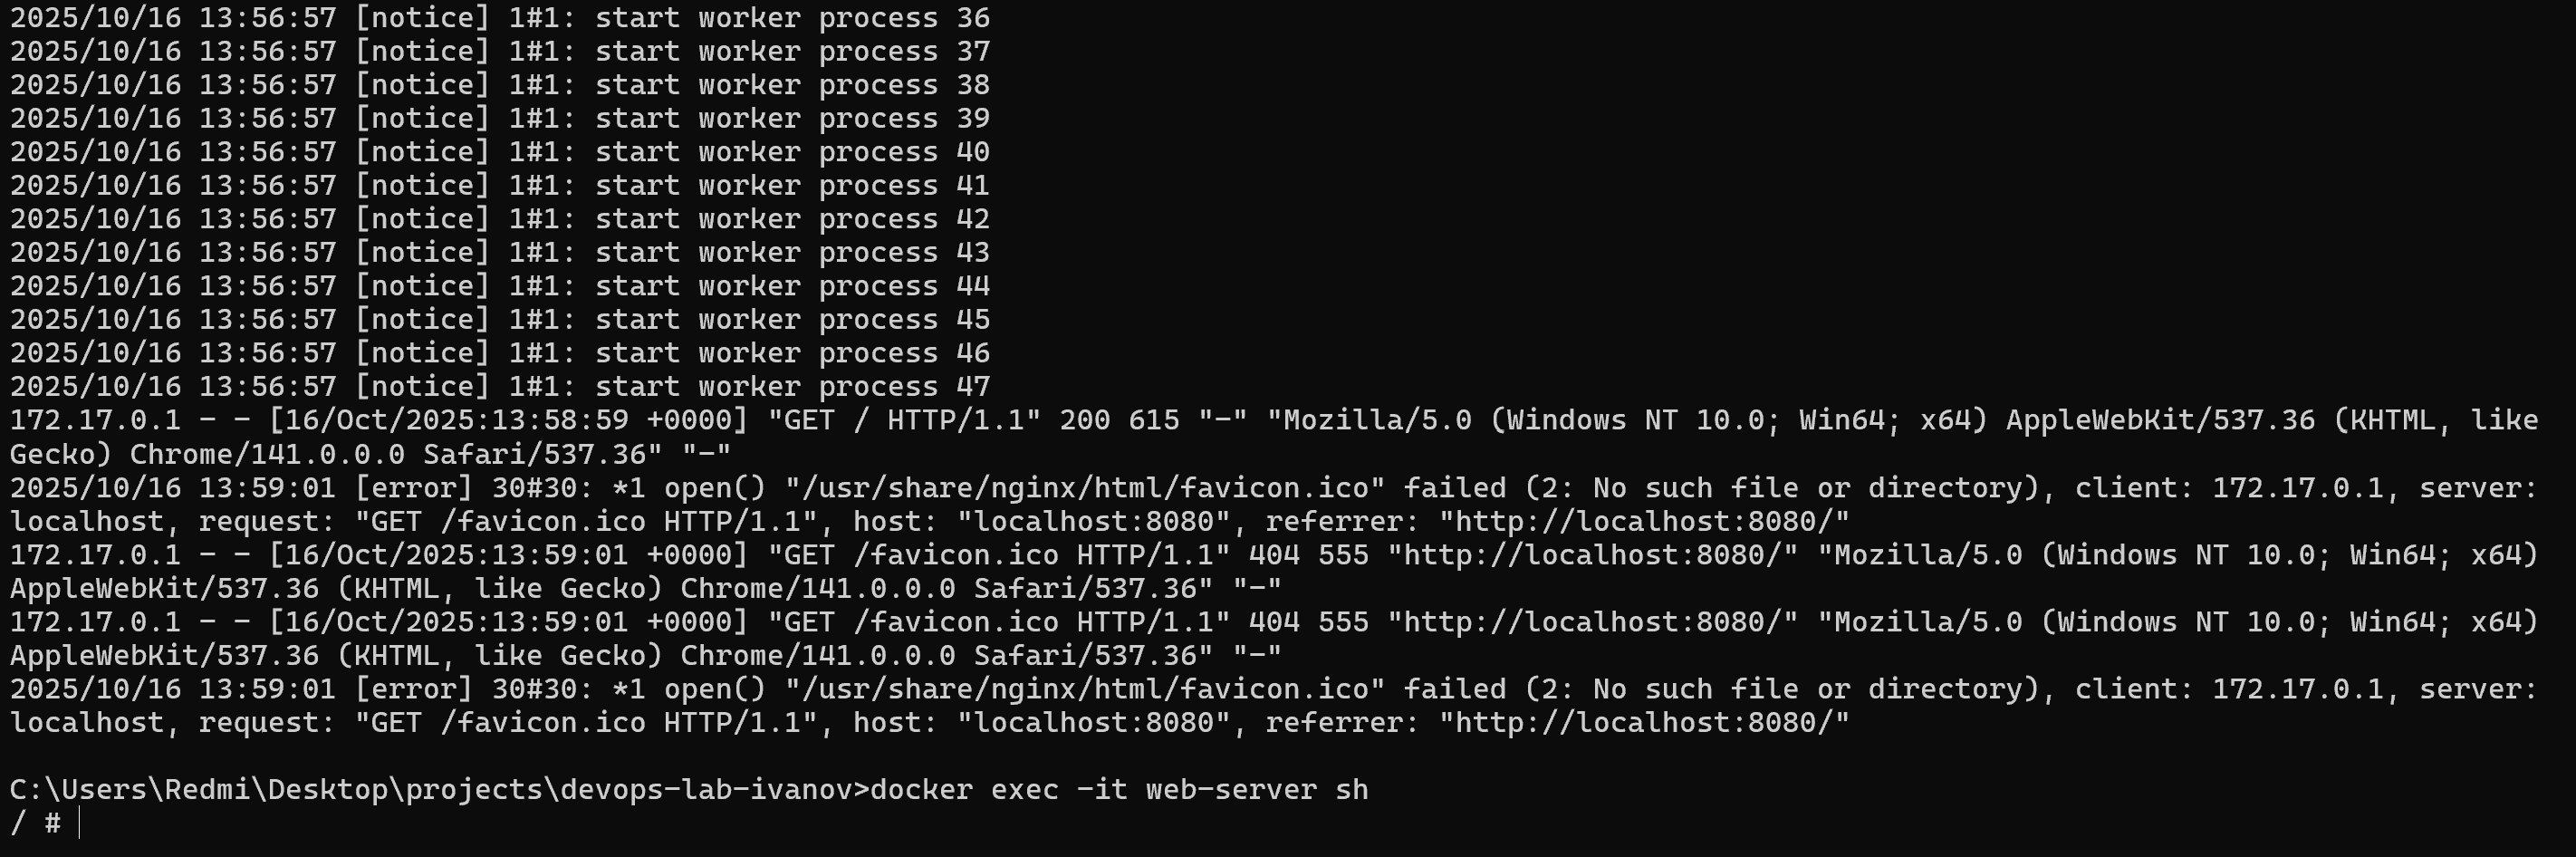 2025/10/16 13:56:57 [notice] 1#1: start worker process 36
2025/10/16 13:56:57 [notice] 1#1: start worker process 37
2025/10/16 13:56:57 [notice] 1#1: start worker process 38
2025/10/16 13:56:57 [notice] 1#1: start worker process 39
2025/10/16 13:56:57 [notice] 1#1: start worker process 40
2025/10/16 13:56:57 [notice] 1#1: start worker process 41
2025/10/16 13:56:57 [notice] 1#1: start worker process 42
2025/10/16 13:56:57 [notice] 1#1: start worker process 43
2025/10/16 13:56:57 [notice] 1#1: start worker process 44
2025/10/16 13:56:57 [notice] 1#1: start worker process 45
2025/10/16 13:56:57 [notice] 1#1: start worker process 46
2025/10/16 13:56:57 [notice] 1#1: start worker process 47
172.17.0.1 - - [16/Oct/2025:13:58:59 +0000] "GET / HTTP/1.1" 200 615 "-" "Mozilla/5.0 (Windows NT 10.0; Win64; x64) AppleWebKit/537.36 (KHTML, like
Gecko) Chrome/141.0.0.0 Safari/537.36" "-"
2025/10/16 13:59:01 [error] 30#30: *1 open() "/usr/share/nginx/html/favicon.ico" failed (2: No such file or directory), client: 172.17.0.1, server:
localhost, request: "GET /favicon.ico HTTP/1.1", host: "localhost:8080", referrer: "http://localhost:8080/"
172.17.0.1 - - [16/Oct/2025:13:59:01 +0000] "GET /favicon.ico HTTP/1.1" 404 555 "http://localhost:8080/" "Mozilla/5.0 (Windows NT 10.0; Win64; x64)
AppleWebKit/537.36 (KHTML, like Gecko) Chrome/141.0.0.0 Safari/537.36" "-"
172.17.0.1 - - [16/Oct/2025:13:59:01 +0000] "GET /favicon.ico HTTP/1.1" 404 555 "http://localhost:8080/" "Mozilla/5.0 (Windows NT 10.0; Win64; x64)
AppleWebKit/537.36 (KHTML, like Gecko) Chrome/141.0.0.0 Safari/537.36" "-"
2025/10/16 13:59:01 [error] 30#30: *1 open() "/usr/share/nginx/html/favicon.ico" failed (2: No such file or directory), client: 172.17.0.1, server:
localhost, request: "GET /favicon.ico HTTP/1.1", host: "localhost:8080", referrer: "http://localhost:8080/"
C:\Users\Redmi\Desktop\projects\devops-lab-ivanov>docker exec -it web-server sh
/ #